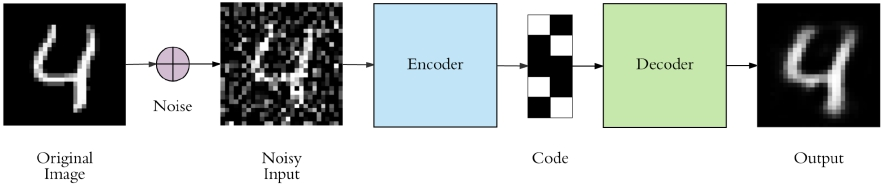 Encoder
Decoder
Noise
Original
Image
Noisy
Input
Code
Output